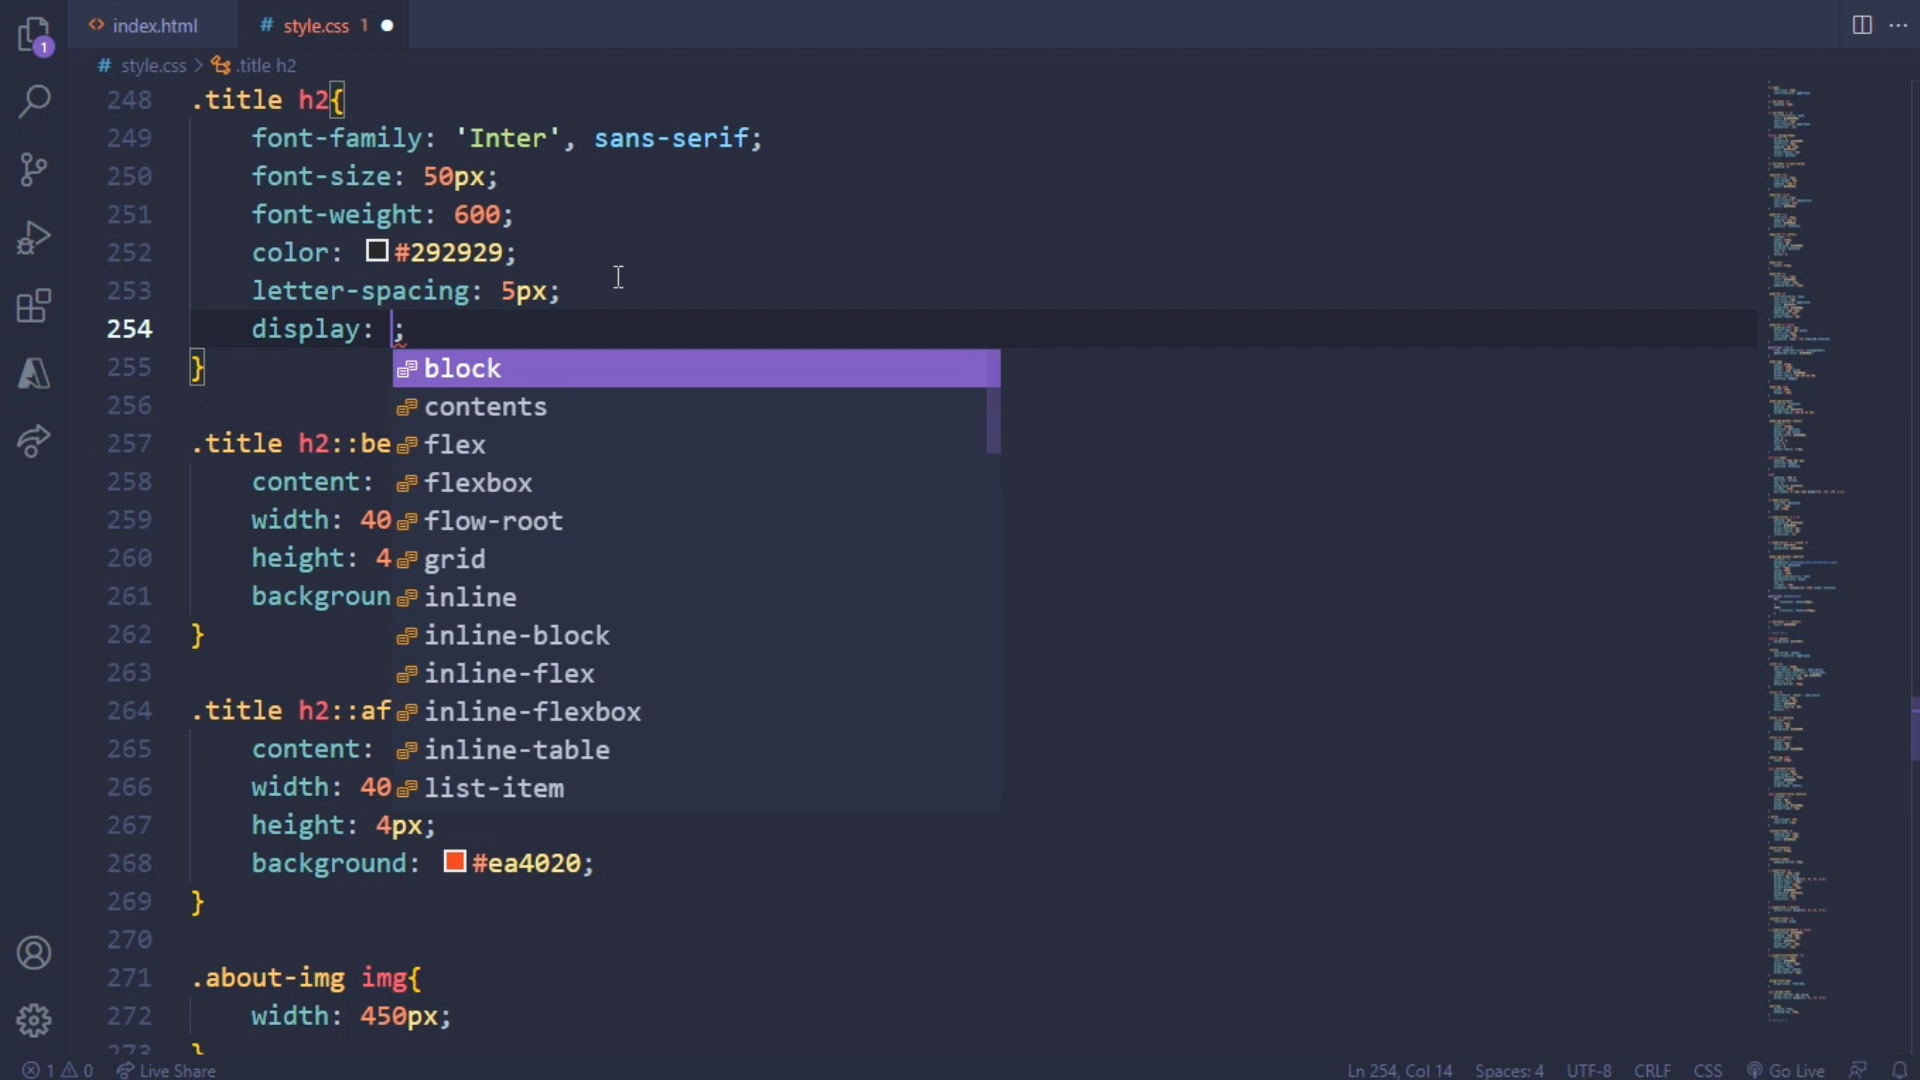 index.html
# style.css 1
1
# style.css > .title h2
248 .title h2{
249 font-family: 'Inter', sans-serif;
250 font-size: 50px;
251 font-weight: 600;
252 color: #292929;
253 letter-spacing: 5px;
254 display: ;
255 }
block
256
contents
257 .title h2::be
flex
258 content:
flexbox
259 width: 40
flow-root
260 height: 4
grid
261 backgroun
inline
262 }
inline-block
263
inline-flex
264 .title h2::af
inline-flexbox
265 content:
inline-table
266 width: 40
list-item
267 height: 4px;
268 background: #ea4020;
269 }
270
271 .about-img img{
272 width: 450px;
273 }
1 0 Live Share
Ln 254, Col 14 Spaces: 4 UTF-8 CRLF CSS Go Live